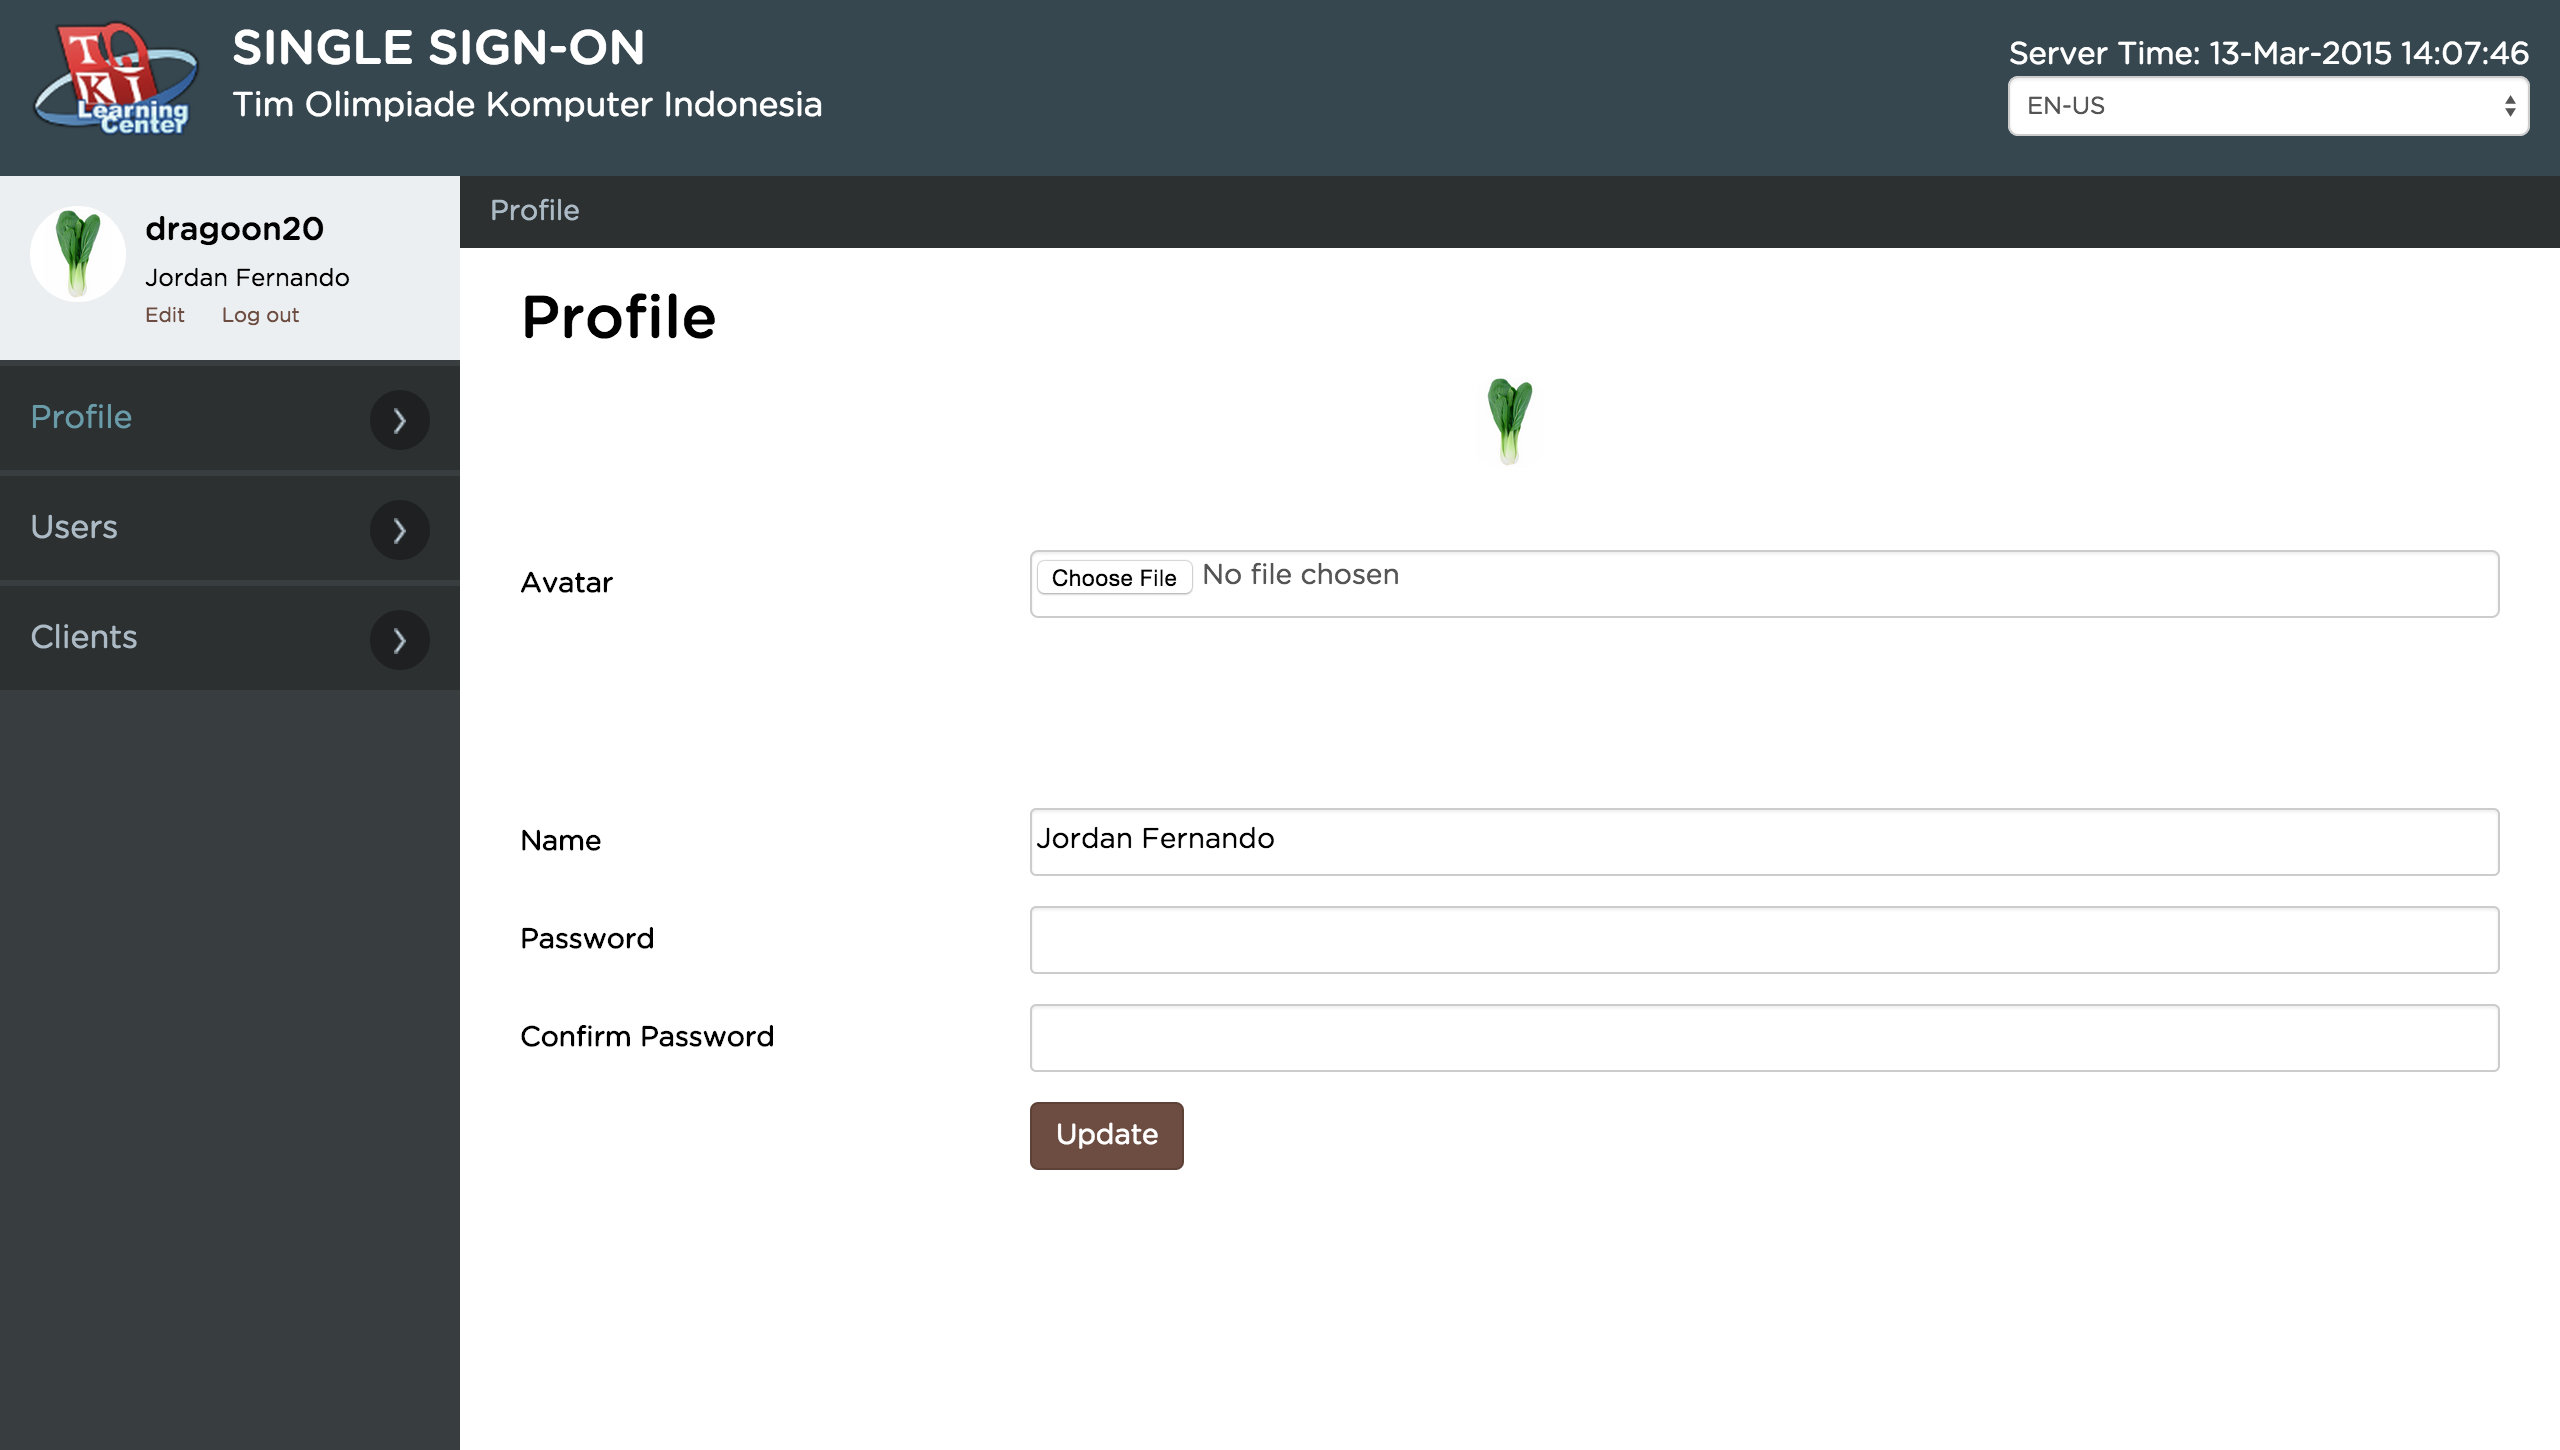 TOKI
Learning
Center
SINGLE SIGN-ON
Tim Olimpiade Komputer Indonesia
Server Time: 13-Mar-2015 14:07:46
EN-US
dragoon20
Jordan Fernando
Edit Log out
Profile
Users
Clients
Profile
Profile
Avatar
Choose File No file chosen
Name
Jordan Fernando
Password
Confirm Password
Update